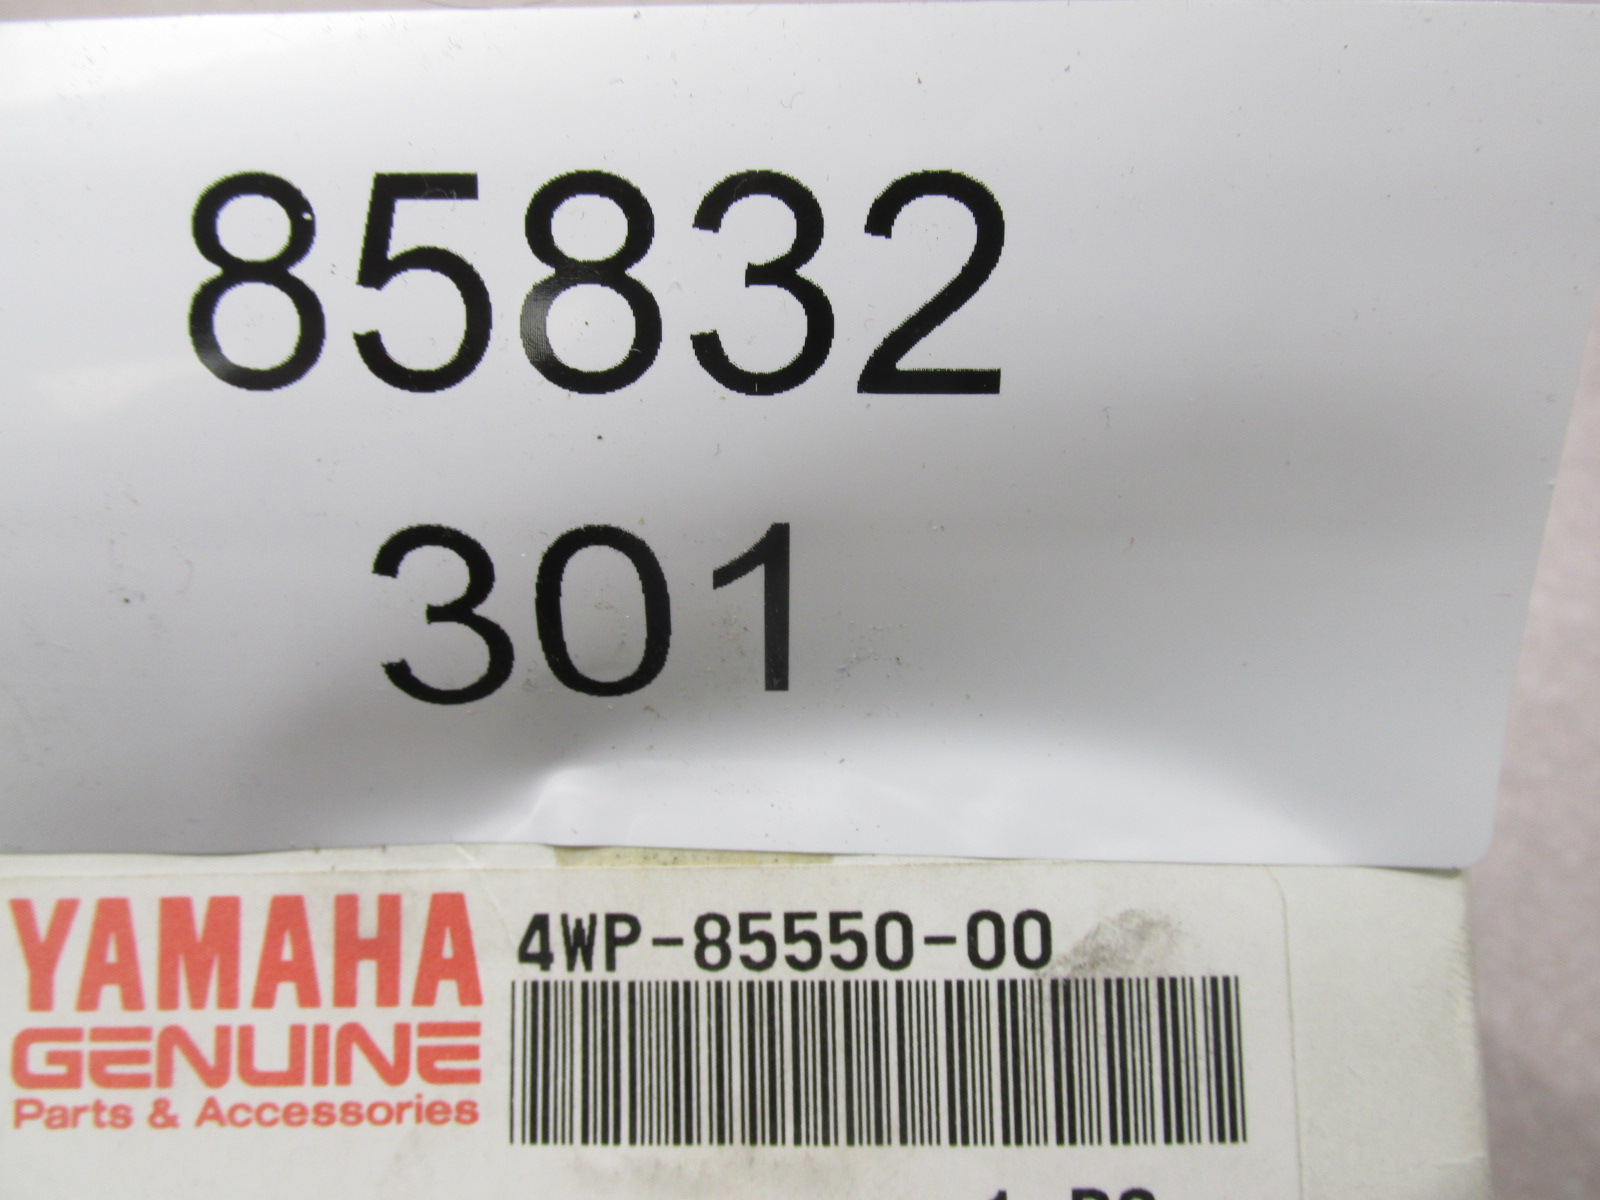 85832
301
YAMAHA
GENUINE
Parts & Accessories
4WP-85550-00